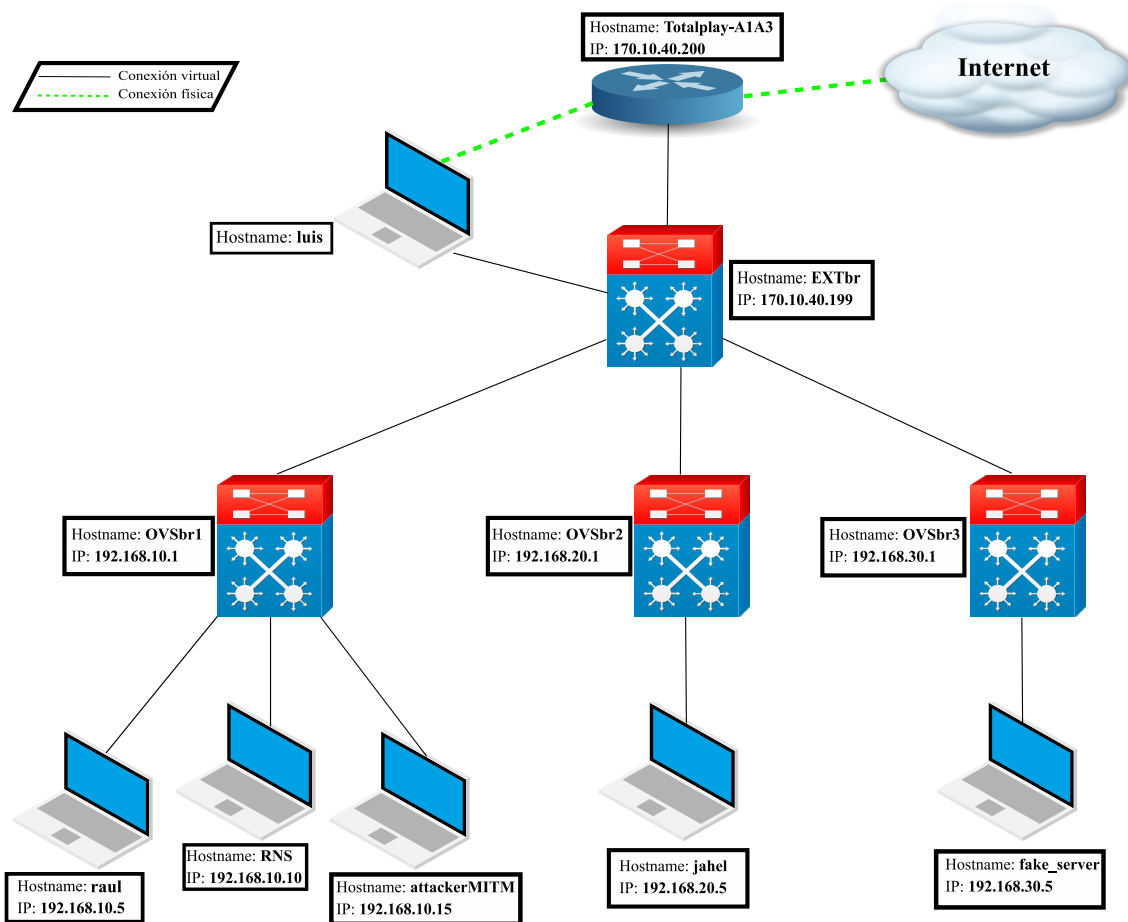 Hostname: Totalplay-A1A3
IP: 170.10.40.200
Internet
Conexión virtual
Conexión física
Hostname: luis
Hostname: EXTbr
IP: 170.10.40.199
Hostname: OVSbr1
IP: 192.168.10.1
Hostname: OVSbr2
IP: 192.168.20.1
Hostname: OVSbr3
IP: 192.168.30.1
Hostname: raul
IP: 192.168.10.5
Hostname: RNS
IP: 192.168.10.10
Hostname: attackerMITM
IP: 192.168.10.15
Hostname: jahel
IP: 192.168.20.5
Hostname: fake_server
IP: 192.168.30.5